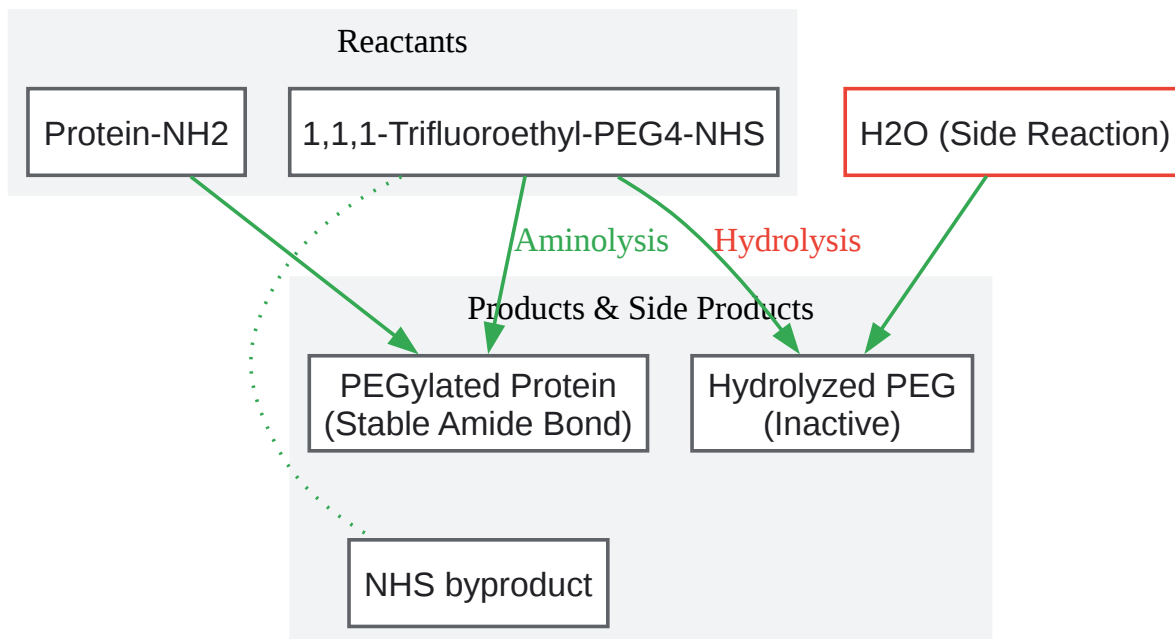 Reactants
Protein-NH2
1,1,1-Trifluoroethyl-PEG4-NHS
H2O (Side Reaction)
Aminolysis
Hydrolysis
Products & Side Products
PEGylated Protein
(Stable Amide Bond)
Hydrolyzed PEG
(Inactive)
NHS byproduct